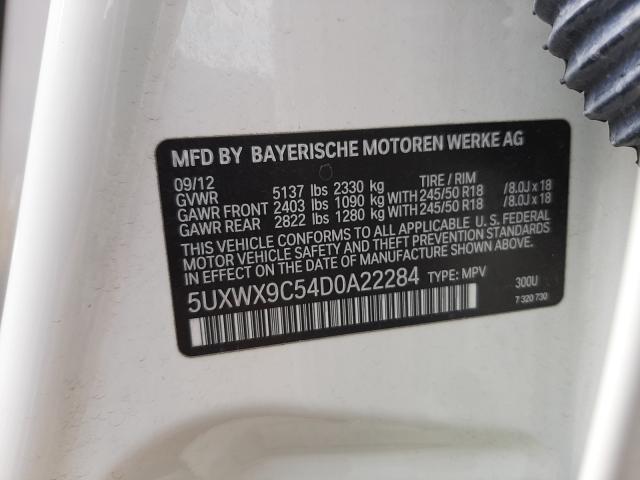 MFD BY BAYERISCHE MOTOREN WERKE AG
09/12 TIRE / RIM
GVWR 5137 lbs 2330 kg
GAWR FRONT 2403 lbs 1090 kg WITH 245/50 R18 / 8.0J x 18
GAWR REAR 2822 lbs 1280 kg WITH 245/50 R18 / 8.0J x 18
THIS VEHICLE CONFORMS TO ALL APPLICABLE U. S. FEDERAL
MOTOR VEHICLE SAFETY, BUMPER, AND THEFT PREVENTION STANDARDS
IN EFFECT ON THE DATE OF MANUFACTURE SHOWN ABOVE.
5UXWX9C54D0A22284 TYPE: MPV 300U
7 320 730